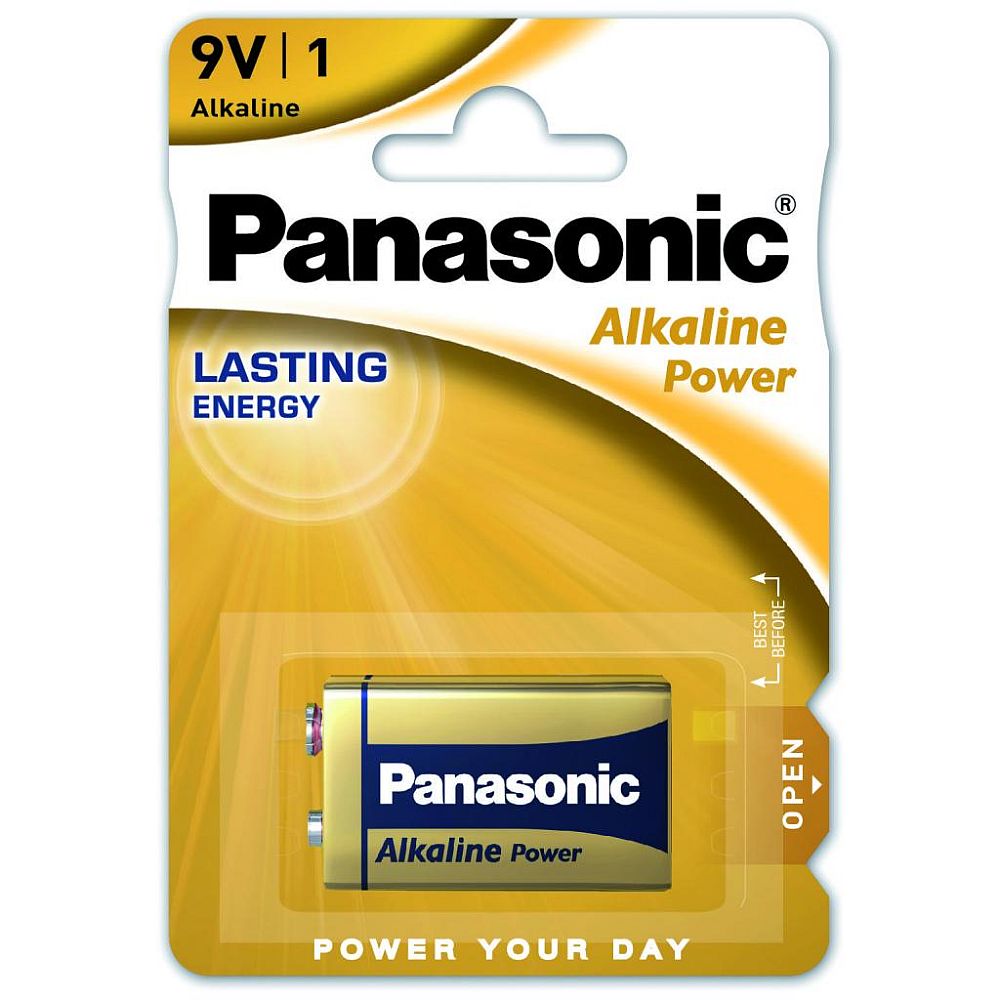 9V | 1
Alkaline
Panasonic®
Alkaline
Power
LASTING
ENERGY
BEST
BEFORE
OPEN
Panasonic
Alkaline Power
POWER YOUR DAY